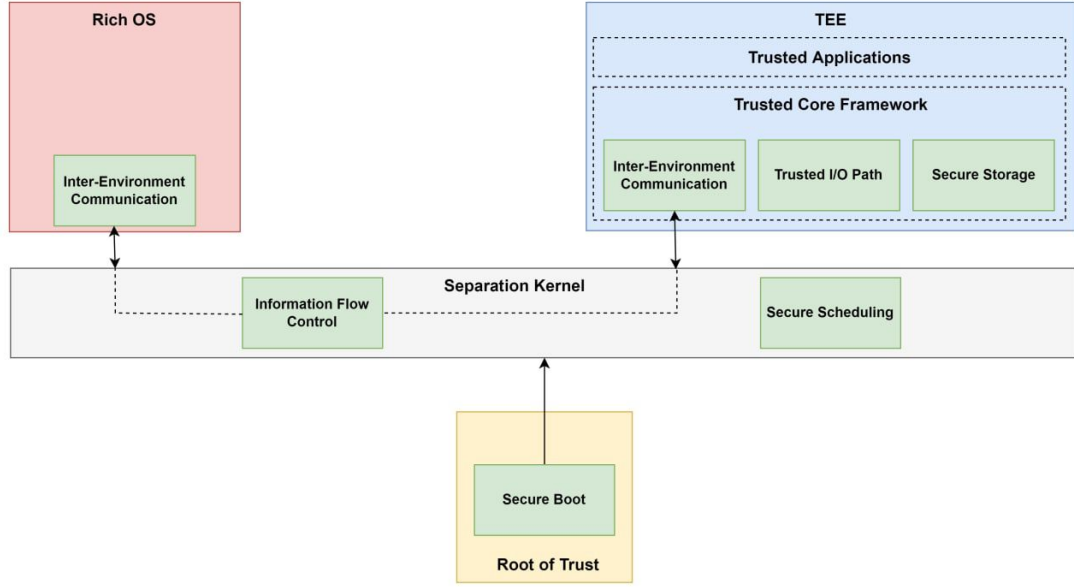 Rich OS
Inter-Environment
Communication
TEE
Trusted Applications
Trusted Core Framework
Inter-Environment
Communication
Trusted I/O Path
Secure Storage
Separation Kernel
Information Flow
Control
Secure Scheduling
Secure Boot
Root of Trust